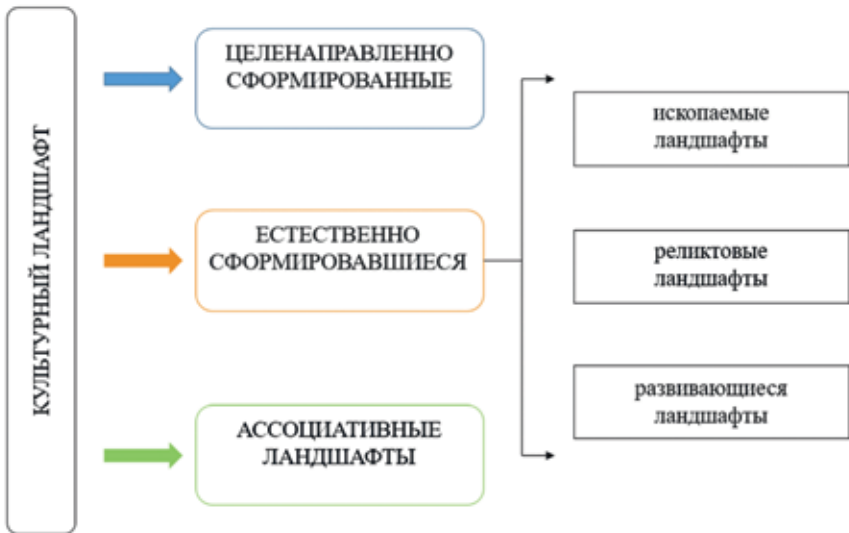 КУЛЬТУРНЫЙ ЛАНДШАФТ
ЦЕЛЕНАПРАВЛЕННО
СФОРМИРОВАННЫЕ
ЕСТЕСТВЕННО
СФОРМИРОВАВШИЕСЯ
АССОЦИАТИВНЫЕ
ЛАНДШАФТЫ
ископаемые
ландшафты
реликтовые
ландшафты
развивающиеся
ландшафты